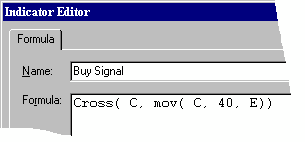 Indicator Editor
Formula
Name: Buy Signal
Formula: Cross( C, mov( C, 40, E))